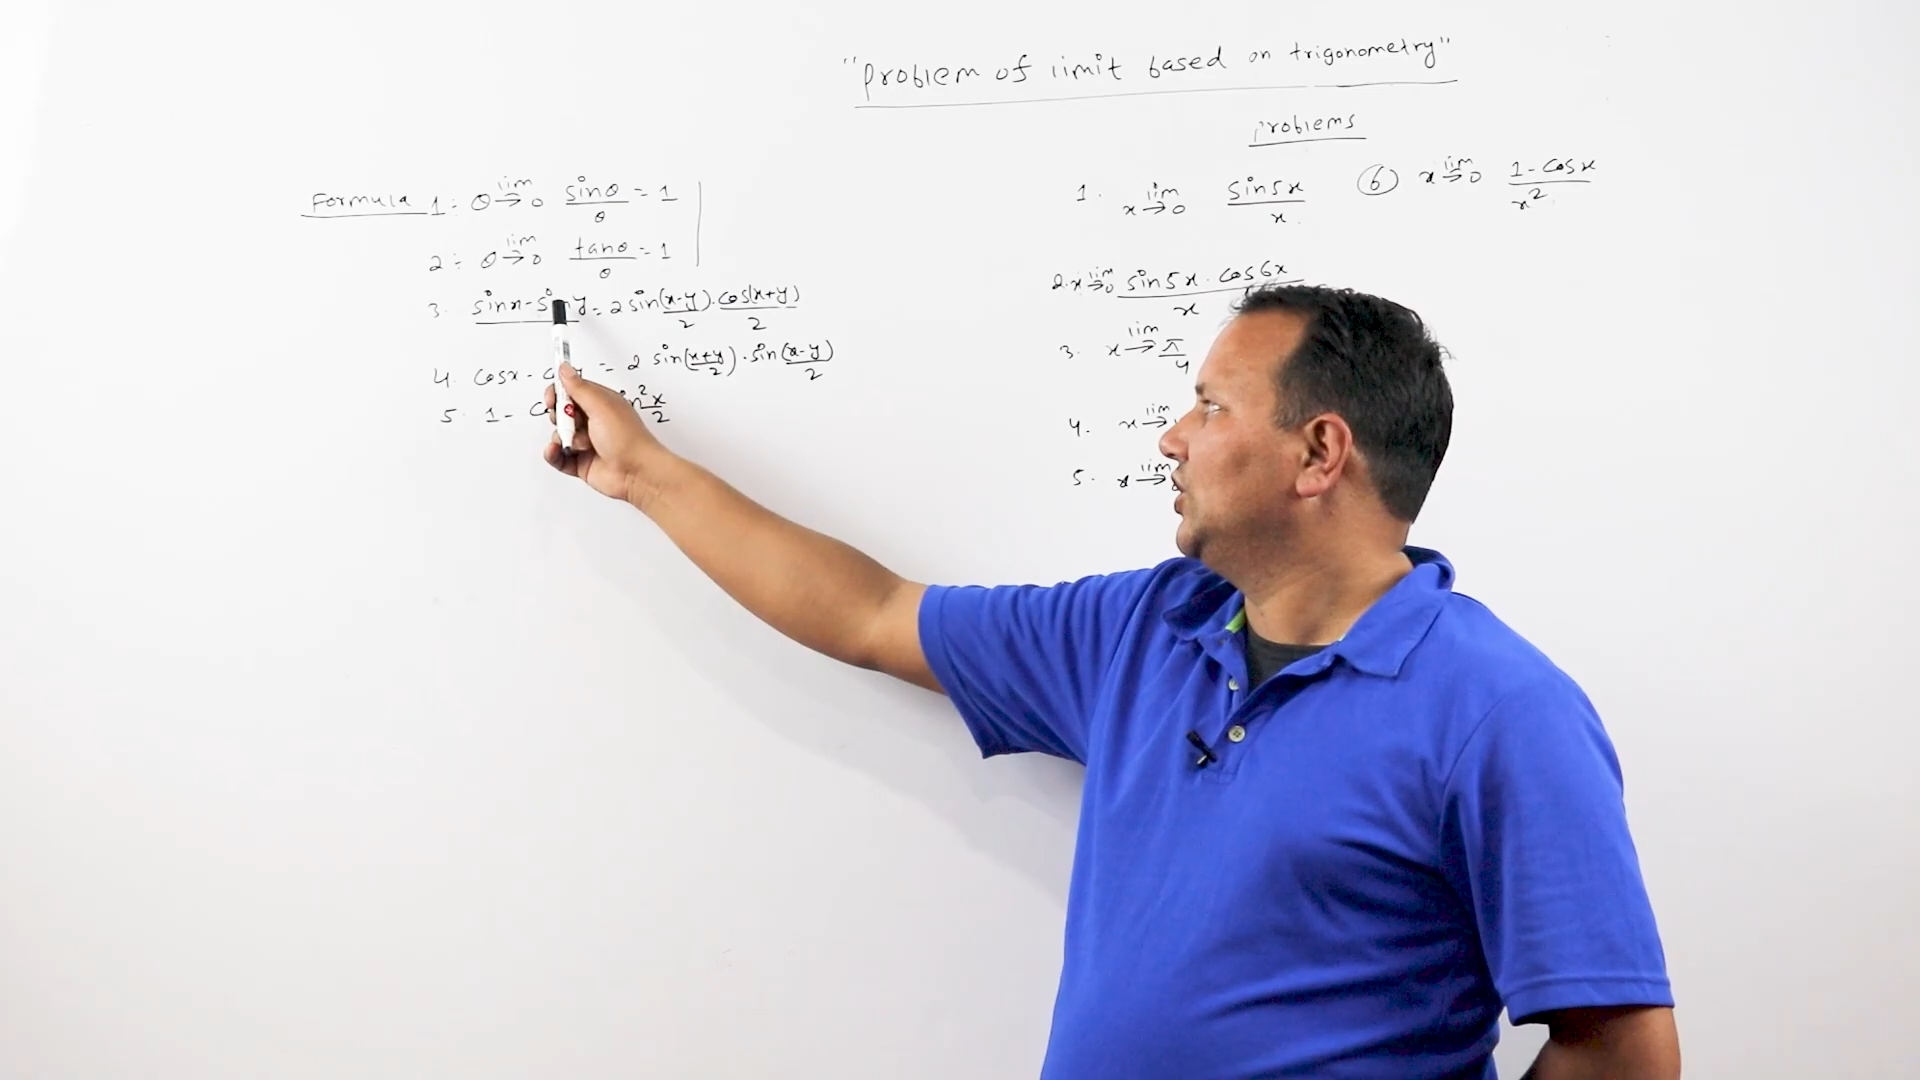 "Problem of limit based on trigonometry"
Problems
Formula 1: θ lim→ 0 sinθ/θ = 1
2: θ lim→ 0 tanθ/θ = 1
3. sinx-siny = 2 sin(x-y)/2 . cos(x+y)/2
4. cosx - = 2 sin(x+y/2) . sin(x-y)/2
5. 1 - x/2
1. x lim→ 0 sin5x/x
2. x lim→ 0 sin5x . cos6x/x
3. x lim→ π/4
4. x lim→
5. x lim→
⑥ x lim→ 0 1-cosx/x²